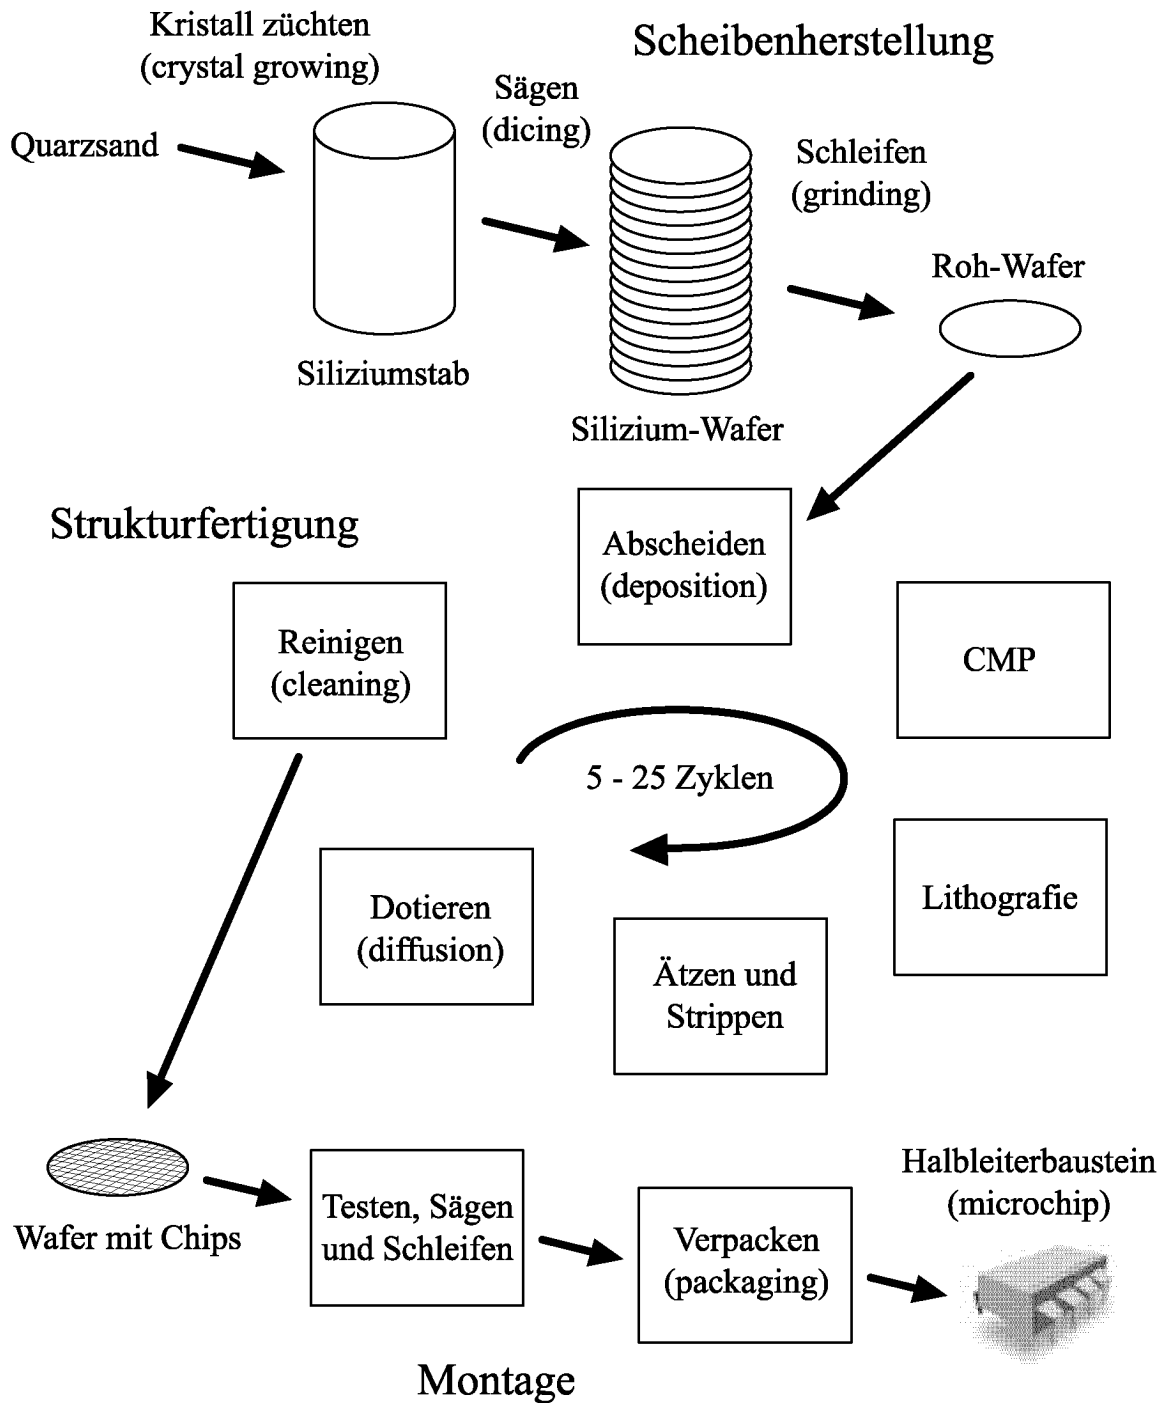 Kristall züchten
(crystal growing)
Scheibenherstellung
Quarzsand
Sägen
(dicing)
Schleifen
(grinding)
Roh-Wafer
Siliziumstab
Silizium-Wafer
Strukturfertigung
Abscheiden
(deposition)
Reinigen
(cleaning)
CMP
5 - 25 Zyklen
Lithografie
Dotieren
(diffusion)
Ätzen und
Strippen
Wafer mit Chips
Testen, Sägen
und Schleifen
Verpacken
(packaging)
Halbleiterbaustein
(microchip)
Montage